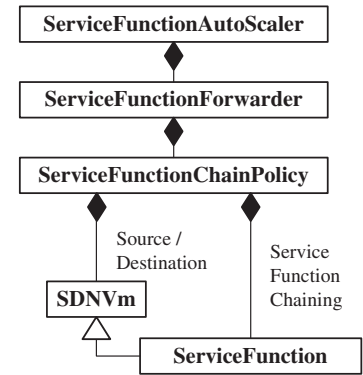 ServiceFunctionAutoScaler
ServiceFunctionForwarder
ServiceFunctionChainPolicy
Source /
Destination
Service
Function
Chaining
SDNVm
ServiceFunction